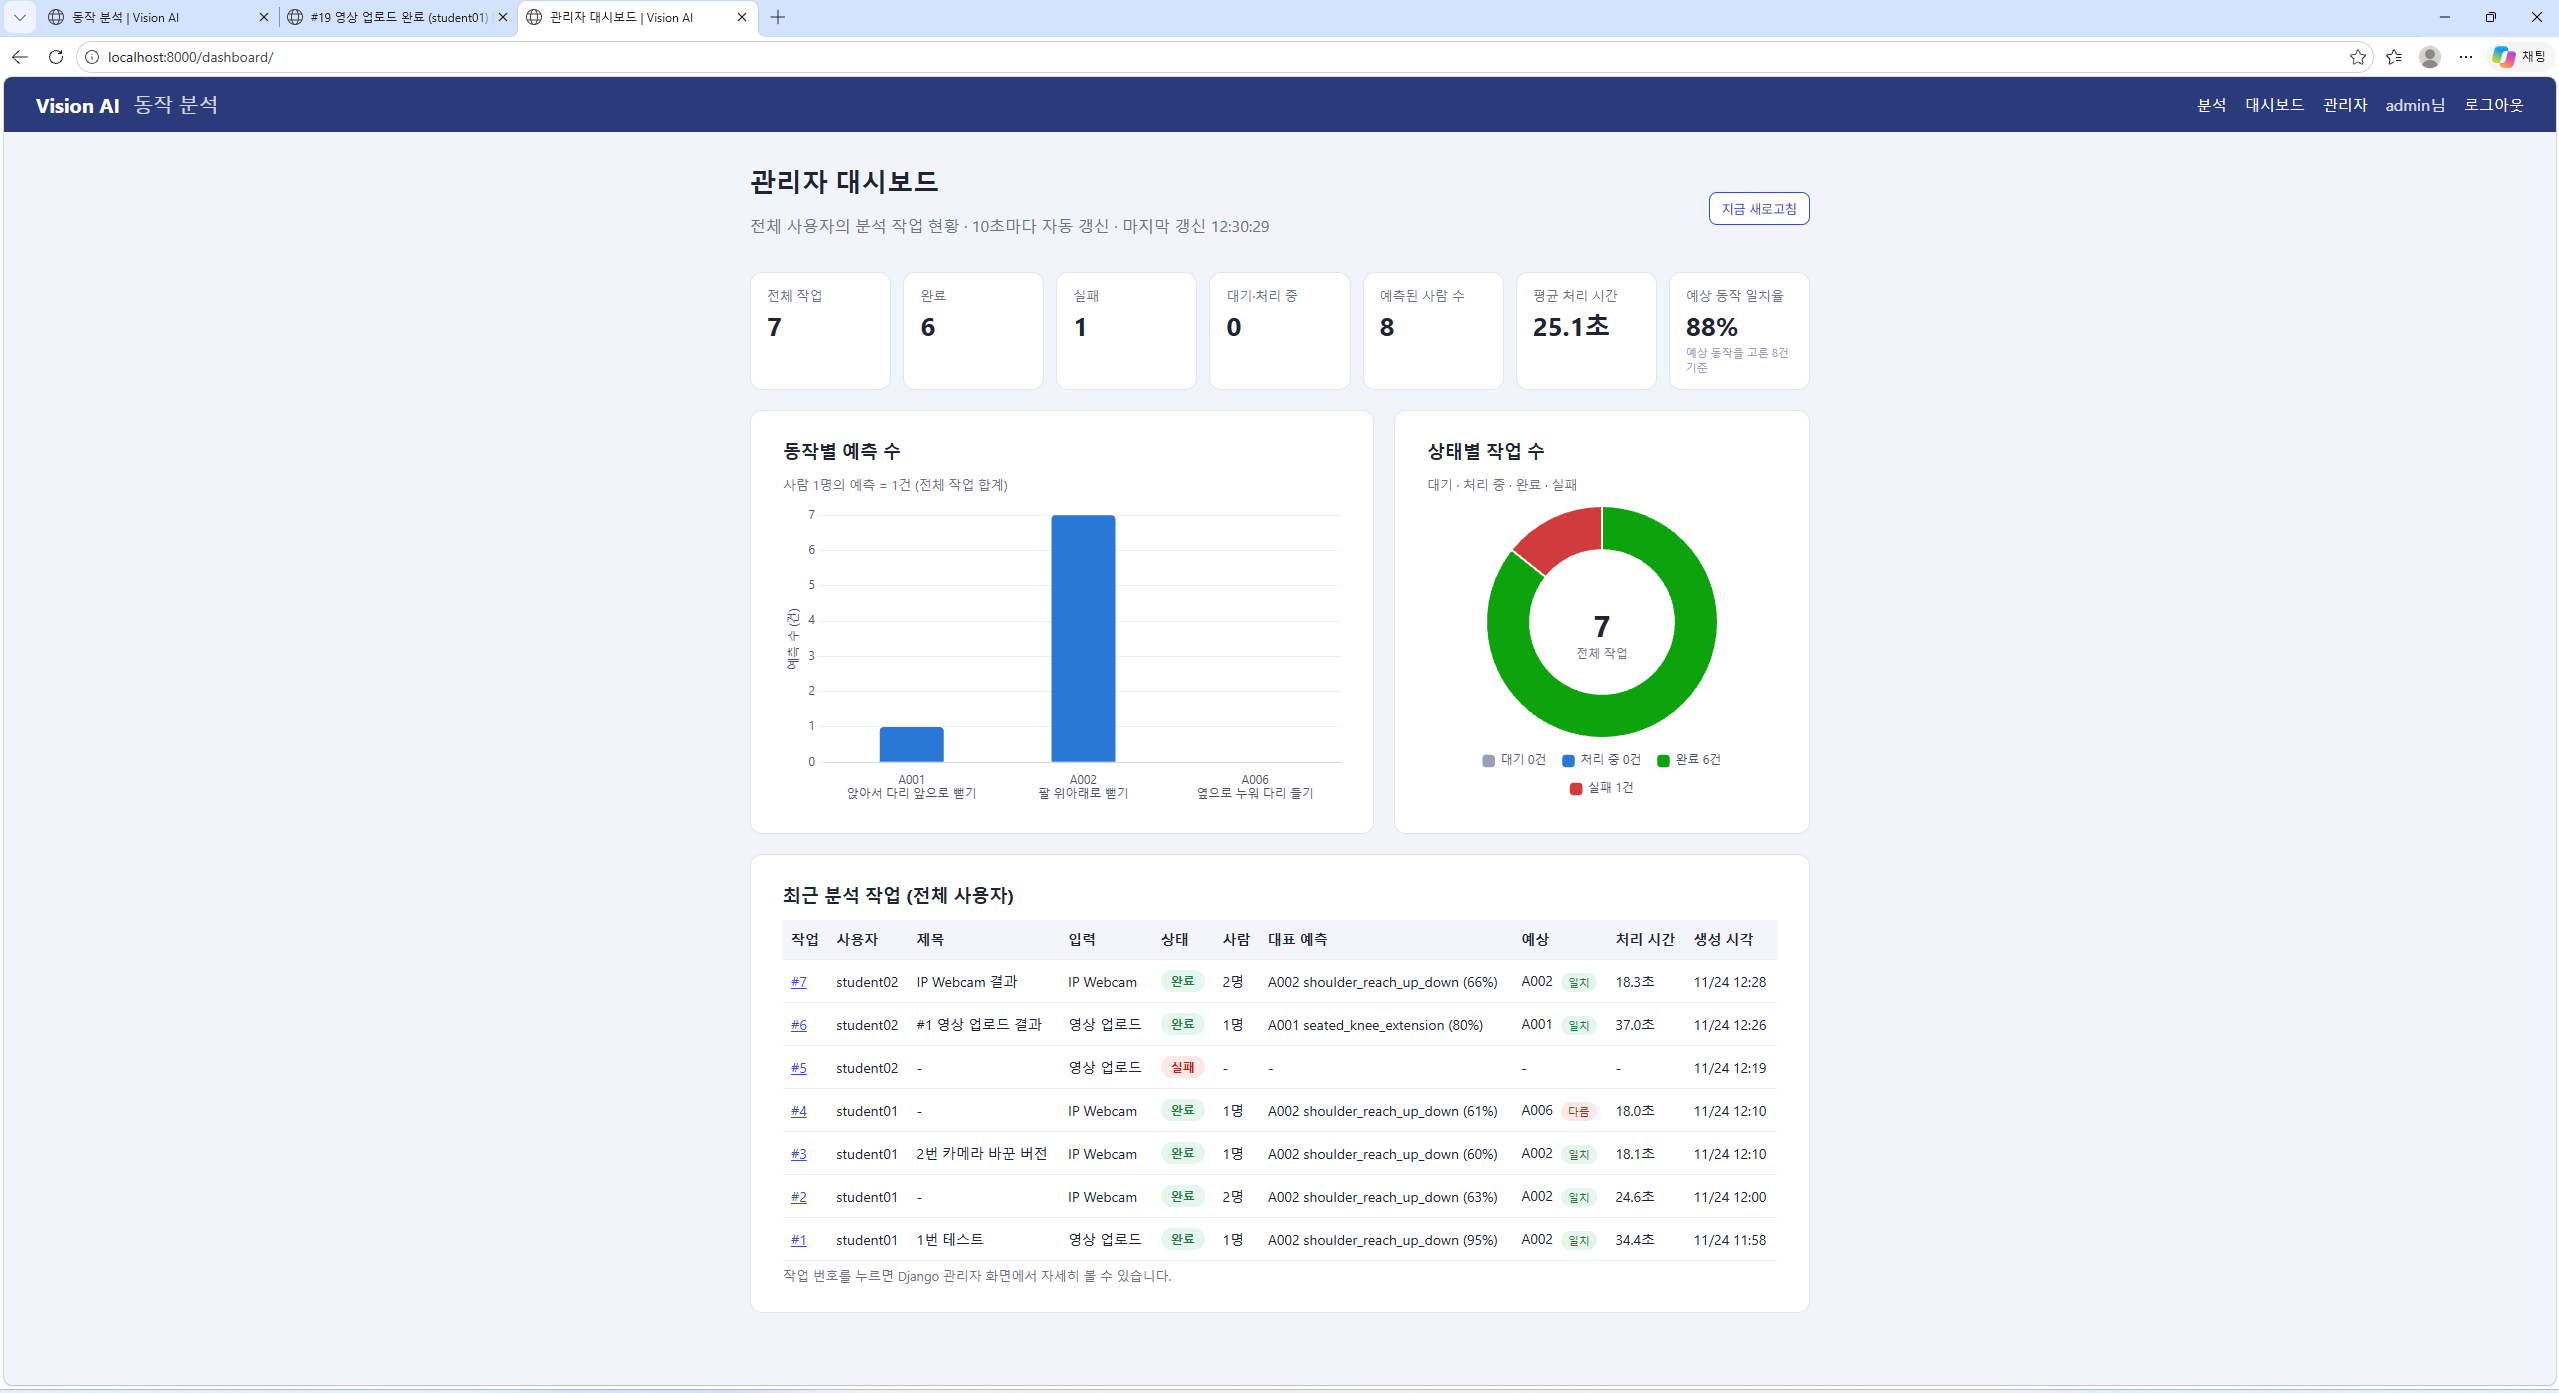 동작 분석 | Vision AI
#19 영상 업로드 완료 (student01)
관리자 대시보드 | Vision AI
localhost:8000/dashboard/
채팅
Vision AI 동작 분석
분석 대시보드 관리자 admin님 로그아웃
관리자 대시보드
전체 사용자의 분석 작업 현황 · 10초마다 자동 갱신 · 마지막 갱신 12:30:29
지금 새로고침
전체 작업
7
완료
6
실패
1
대기·처리 중
0
예측된 사람 수
8
평균 처리 시간
25.1초
예상 동작 일치율
88%
예상 동작을 고른 8건
기준
동작별 예측 수
사람 1명의 예측 = 1건 (전체 작업 합계)
예측 수 (건)
7
6
5
4
3
2
1
0
A001
앉아서 다리 앞으로 뻗기
A002
팔 위아래로 뻗기
A006
옆으로 누워 다리 들기
상태별 작업 수
대기 · 처리 중 · 완료 · 실패
7
전체 작업
대기 0건 처리 중 0건 완료 6건
실패 1건
최근 분석 작업 (전체 사용자)
작업 사용자 제목 입력 상태 사람 대표 예측 예상 처리 시간 생성 시각
#7 student02 IP Webcam 결과 IP Webcam 완료 2명 A002 shoulder_reach_up_down (66%) A002 일치 18.3초 11/24 12:28
#6 student02 #1 영상 업로드 결과 영상 업로드 완료 1명 A001 seated_knee_extension (80%) A001 일치 37.0초 11/24 12:26
#5 student02 - 영상 업로드 실패 - - - - 11/24 12:19
#4 student01 - IP Webcam 완료 1명 A002 shoulder_reach_up_down (61%) A006 다름 18.0초 11/24 12:10
#3 student01 2번 카메라 바꾼 버전 IP Webcam 완료 1명 A002 shoulder_reach_up_down (60%) A002 일치 18.1초 11/24 12:10
#2 student01 - IP Webcam 완료 2명 A002 shoulder_reach_up_down (63%) A002 일치 24.6초 11/24 12:00
#1 student01 1번 테스트 영상 업로드 완료 1명 A002 shoulder_reach_up_down (95%) A002 일치 34.4초 11/24 11:58
작업 번호를 누르면 Django 관리자 화면에서 자세히 볼 수 있습니다.